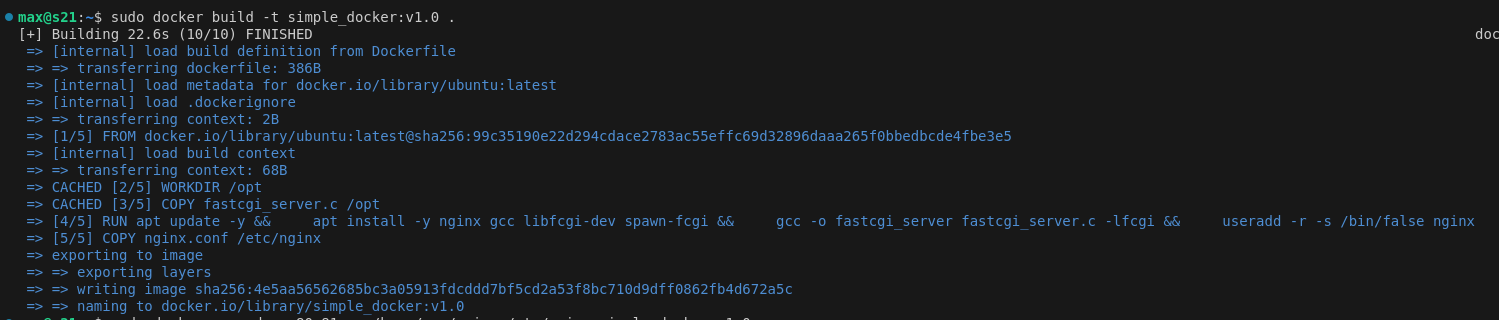 max@s21:~$ sudo docker build -t simple_docker:v1.0 .
[+] Building 22.6s (10/10) FINISHED doc
=> [internal] load build definition from Dockerfile
=> => transferring dockerfile: 386B
=> [internal] load metadata for docker.io/library/ubuntu:latest
=> [internal] load .dockerignore
=> => transferring context: 2B
=> [1/5] FROM docker.io/library/ubuntu:latest@sha256:99c35190e22d294cdace2783ac55effc69d32896daaa265f0bbedbcde4fbe3e5
=> [internal] load build context
=> => transferring context: 68B
=> CACHED [2/5] WORKDIR /opt
=> CACHED [3/5] COPY fastcgi_server.c /opt
=> [4/5] RUN apt update -y &&     apt install -y nginx gcc libfcgi-dev spawn-fcgi &&     gcc -o fastcgi_server fastcgi_server.c -lfcgi &&     useradd -r -s /bin/false nginx
=> [5/5] COPY nginx.conf /etc/nginx
=> exporting to image
=> => exporting layers
=> => writing image sha256:4e5aa56562685bc3a05913fdcddd7bf5cd2a53f8bc710d9dff0862fb4d672a5c
=> => naming to docker.io/library/simple_docker:v1.0